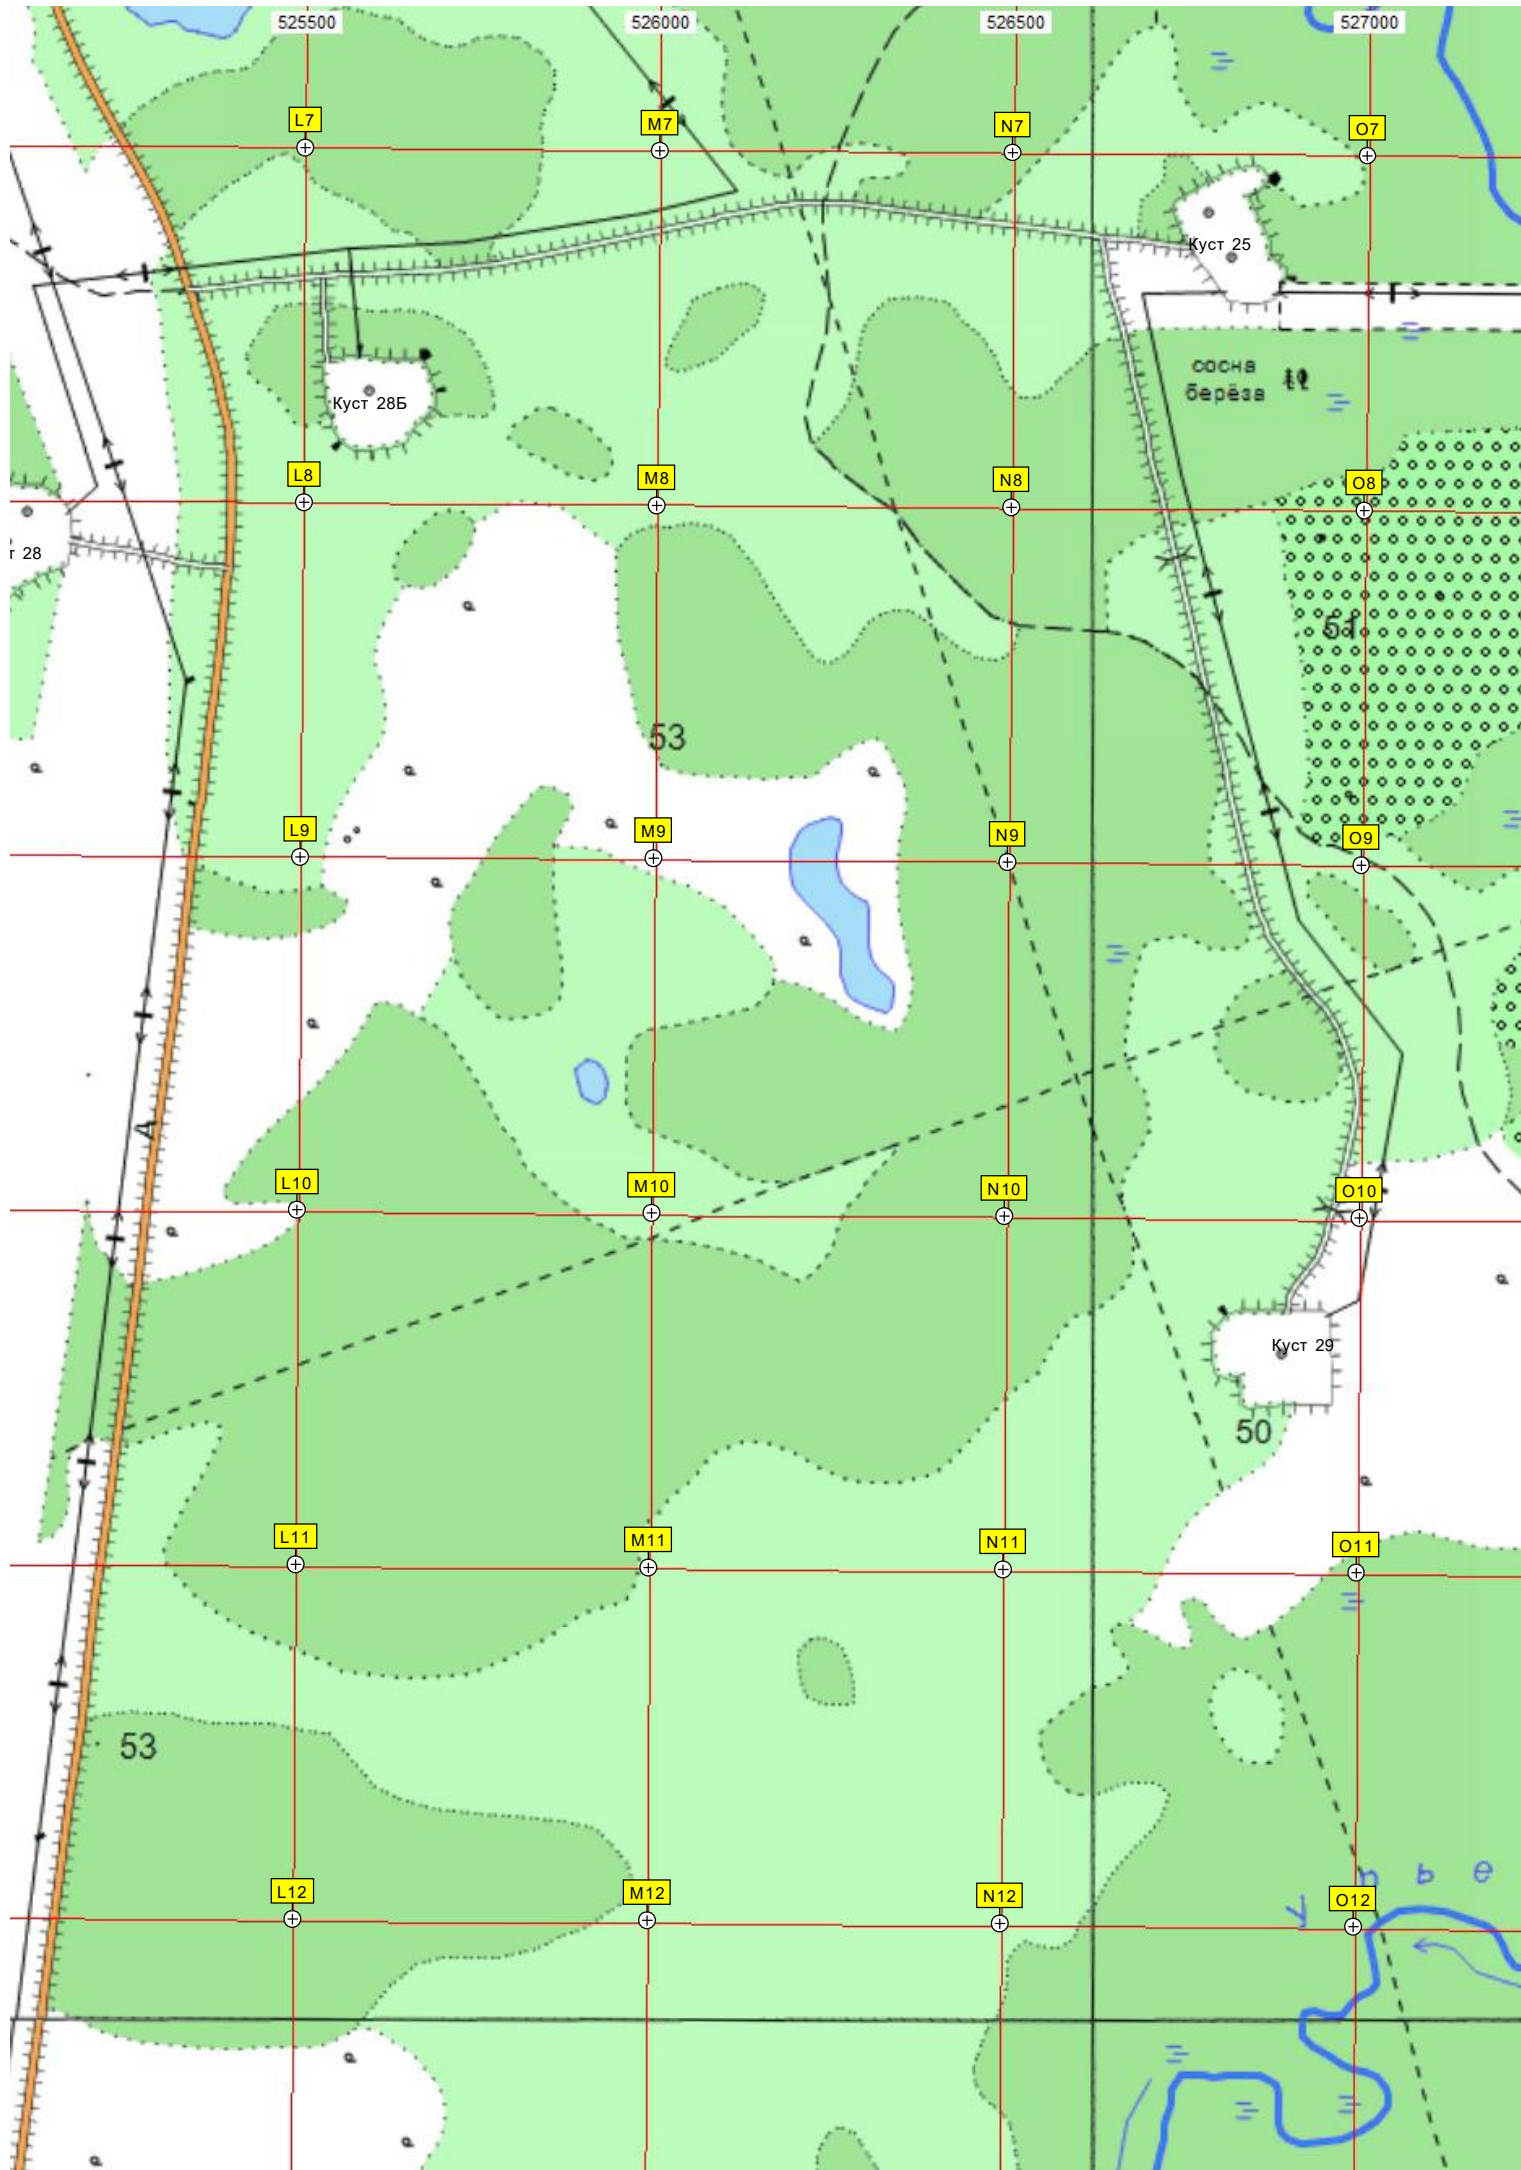 525500 526000 526500 527000
L7 M7 N7 O7
Куст 25
сосна
берёза
Куст 28Б
L8 M8 N8 O8
т 28
51
53
L9 M9 N9 O9
А
L10 M10 N10 O10
Куст 29
50
L11 M11 N11 O11
53
ь е
L12 M12 N12 O12
У